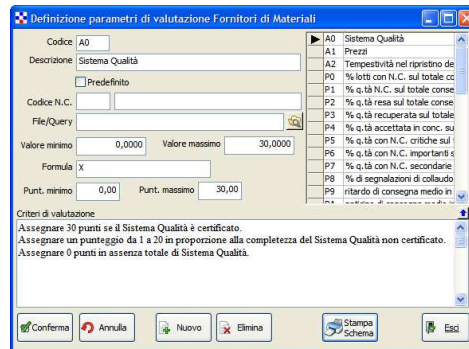 Definizione parametri di valutazione Fornitori di Materiali
Codice A0
Descrizione Sistema Qualità
Predefinito
Codice N.C.
File/Query
Valore minimo 0,0000 Valore massimo 30,0000
Formula X
Punt. minimo 0,00 Punt. massimo 30,00
A0 Sistema Qualità
A1 Prezzi
A2 Tempestività nel ripristino de
P0 % lotti con N.C. sul totale co
P1 % q.tà N.C. sul totale conse
P2 % q.tà resa sul totale conse
P3 % q.tà recuperata sul totale
P4 % q.tà accettata in conc. su
P5 % q.tà con N.C. critiche sul
P6 % q.tà con N.C. importanti s
P7 % q.tà con N.C. secondarie
P8 % di segnalazioni di collaudo
P9 ritardo di consegna medio in
Criteri di valutazione
Assegnare 30 punti se il Sistema Qualità è certificato.
Assegnare un punteggio da 1 a 20 in proporzione alla completezza del Sistema Qualità non certificato.
Assegnare 0 punti in assenza totale di Sistema Qualità.
Conferma Annulla Nuovo Elimina Stampa Schema Esci